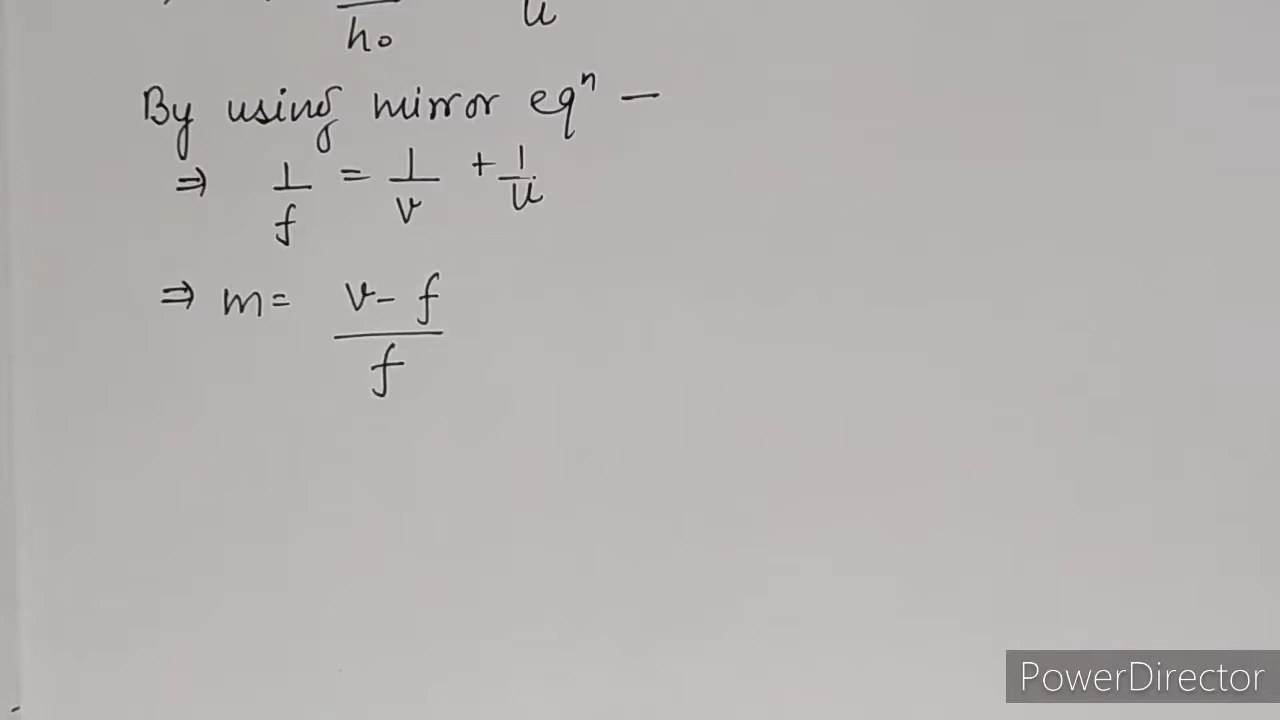 h₀ u
By using mirror eqⁿ —
⇒ 1/f = 1/v + 1/u
⇒ m = v - f / f
PowerDirector